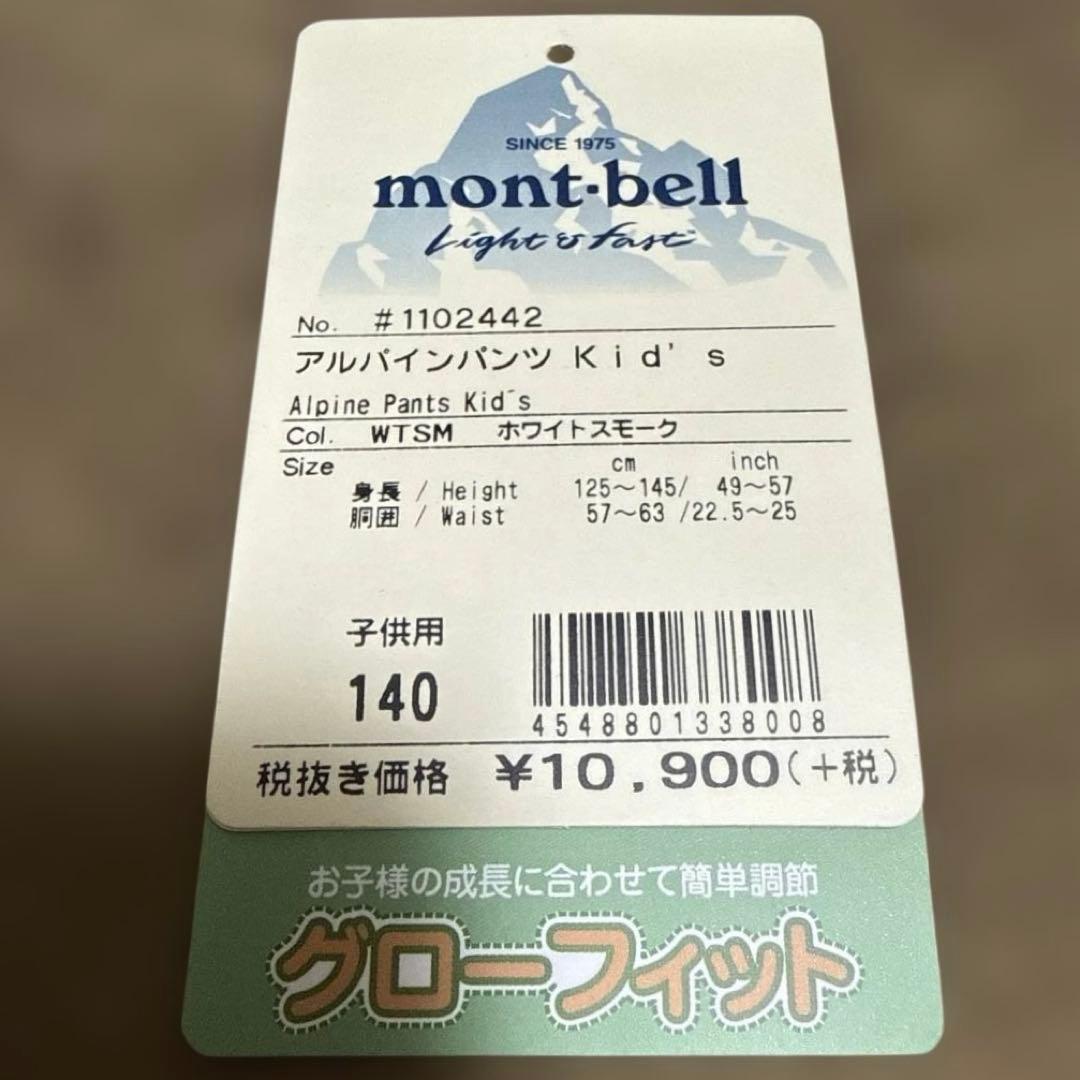 SINCE 1975
mont·bell
Light & Fast
No. #1102442
アルパインパンツ Kid's
Alpine Pants Kid´s
Col. WTSM ホワイトスモーク
Size cm inch
身長 / Height 125〜145/ 49〜57
胴囲 / Waist 57〜63 /22.5〜25
子供用
140
4548801338008
税抜き価格 ¥10,900(+税)
お子様の成長に合わせて簡単調節
グローフィット